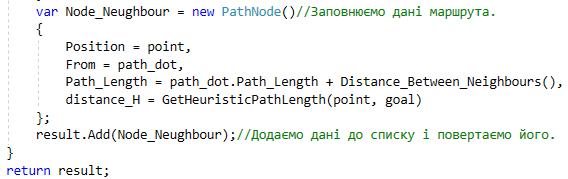 var Node_Neughbour = new PathNode()//Заповнюємо дані маршрута.
{
Position = point,
From = path_dot,
Path_Length = path_dot.Path_Length + Distance_Between_Neighbours(),
distance_H = GetHeuristicPathLength(point, goal)
};
result.Add(Node_Neughbour);//Додаємо дані до списку і повертаємо його.
}
return result;